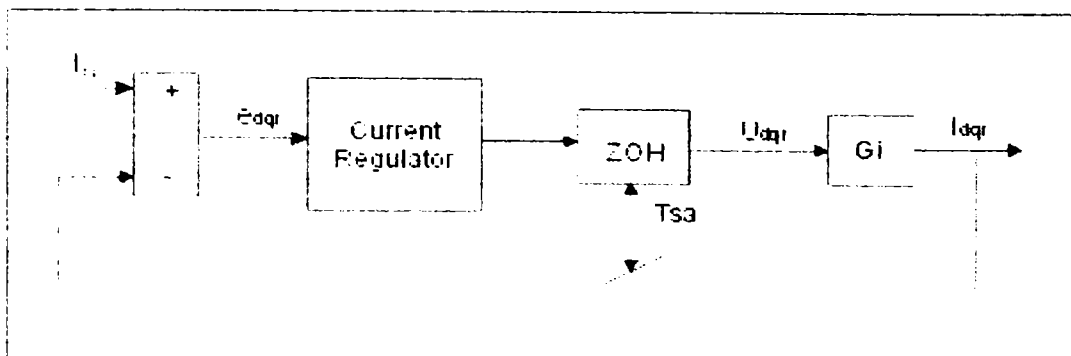 +
edqr
Current
Regulator
ZOH
Udqr
Gi
Idqr
-
Tsa